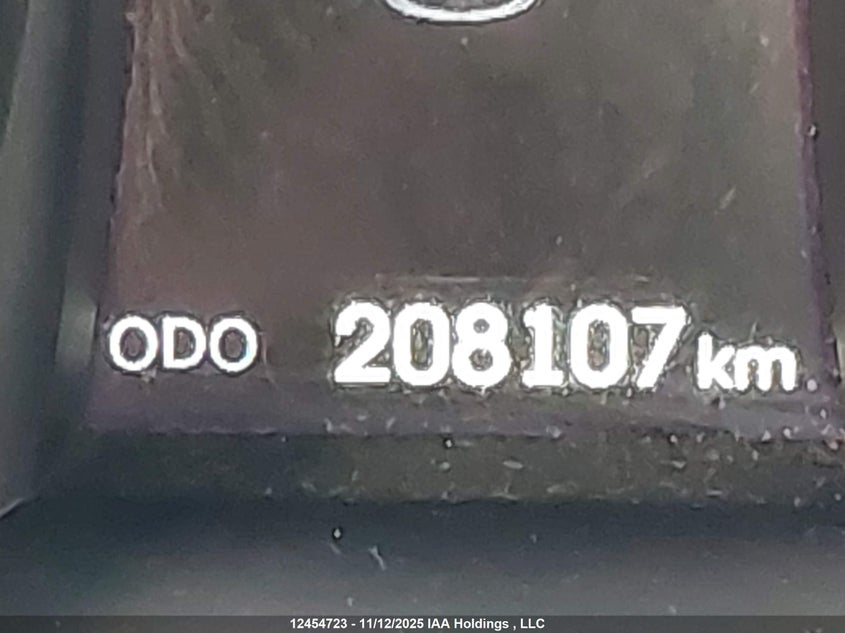 ODO 208107 km
12454723 - 11/12/2025 IAA Holdings , LLC